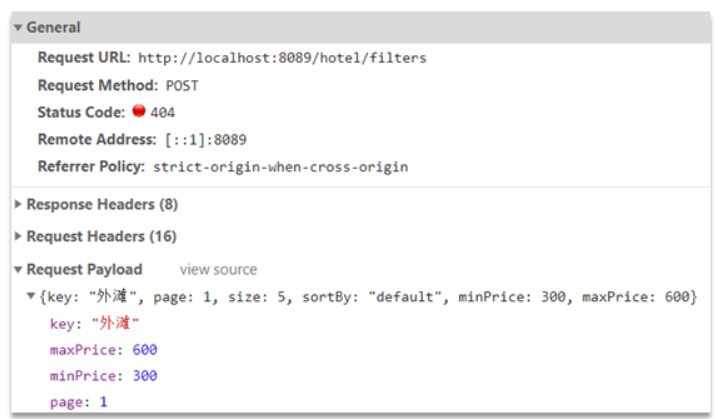 General
Request URL: http://localhost:8089/hotel/filters
Request Method: POST
Status Code: 404
Remote Address: [::1]:8089
Referrer Policy: strict-origin-when-cross-origin
Response Headers (8)
Request Headers (16)
Request Payload view source
{key: "外滩", page: 1, size: 5, sortBy: "default", minPrice: 300, maxPrice: 600}
key: "外滩"
maxPrice: 600
minPrice: 300
page: 1